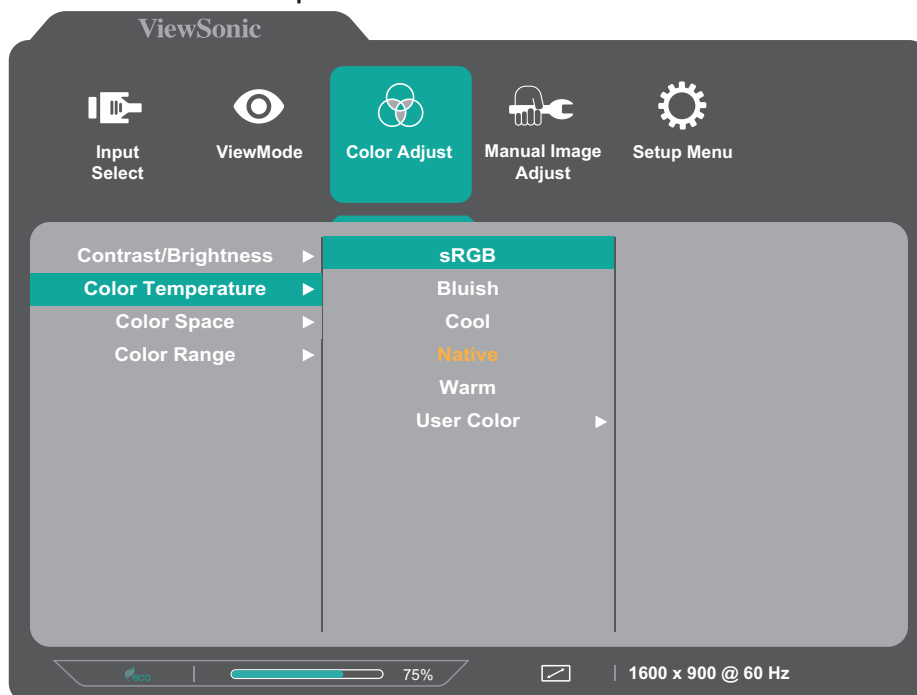 ViewSonic
Input
Select
ViewMode
Color Adjust
Manual Image
Adjust
Setup Menu
Contrast/Brightness
Color Temperature
Color Space
Color Range
sRGB
Bluish
Cool
Native
Warm
User Color
eco
75%
1600 x 900 @ 60 Hz